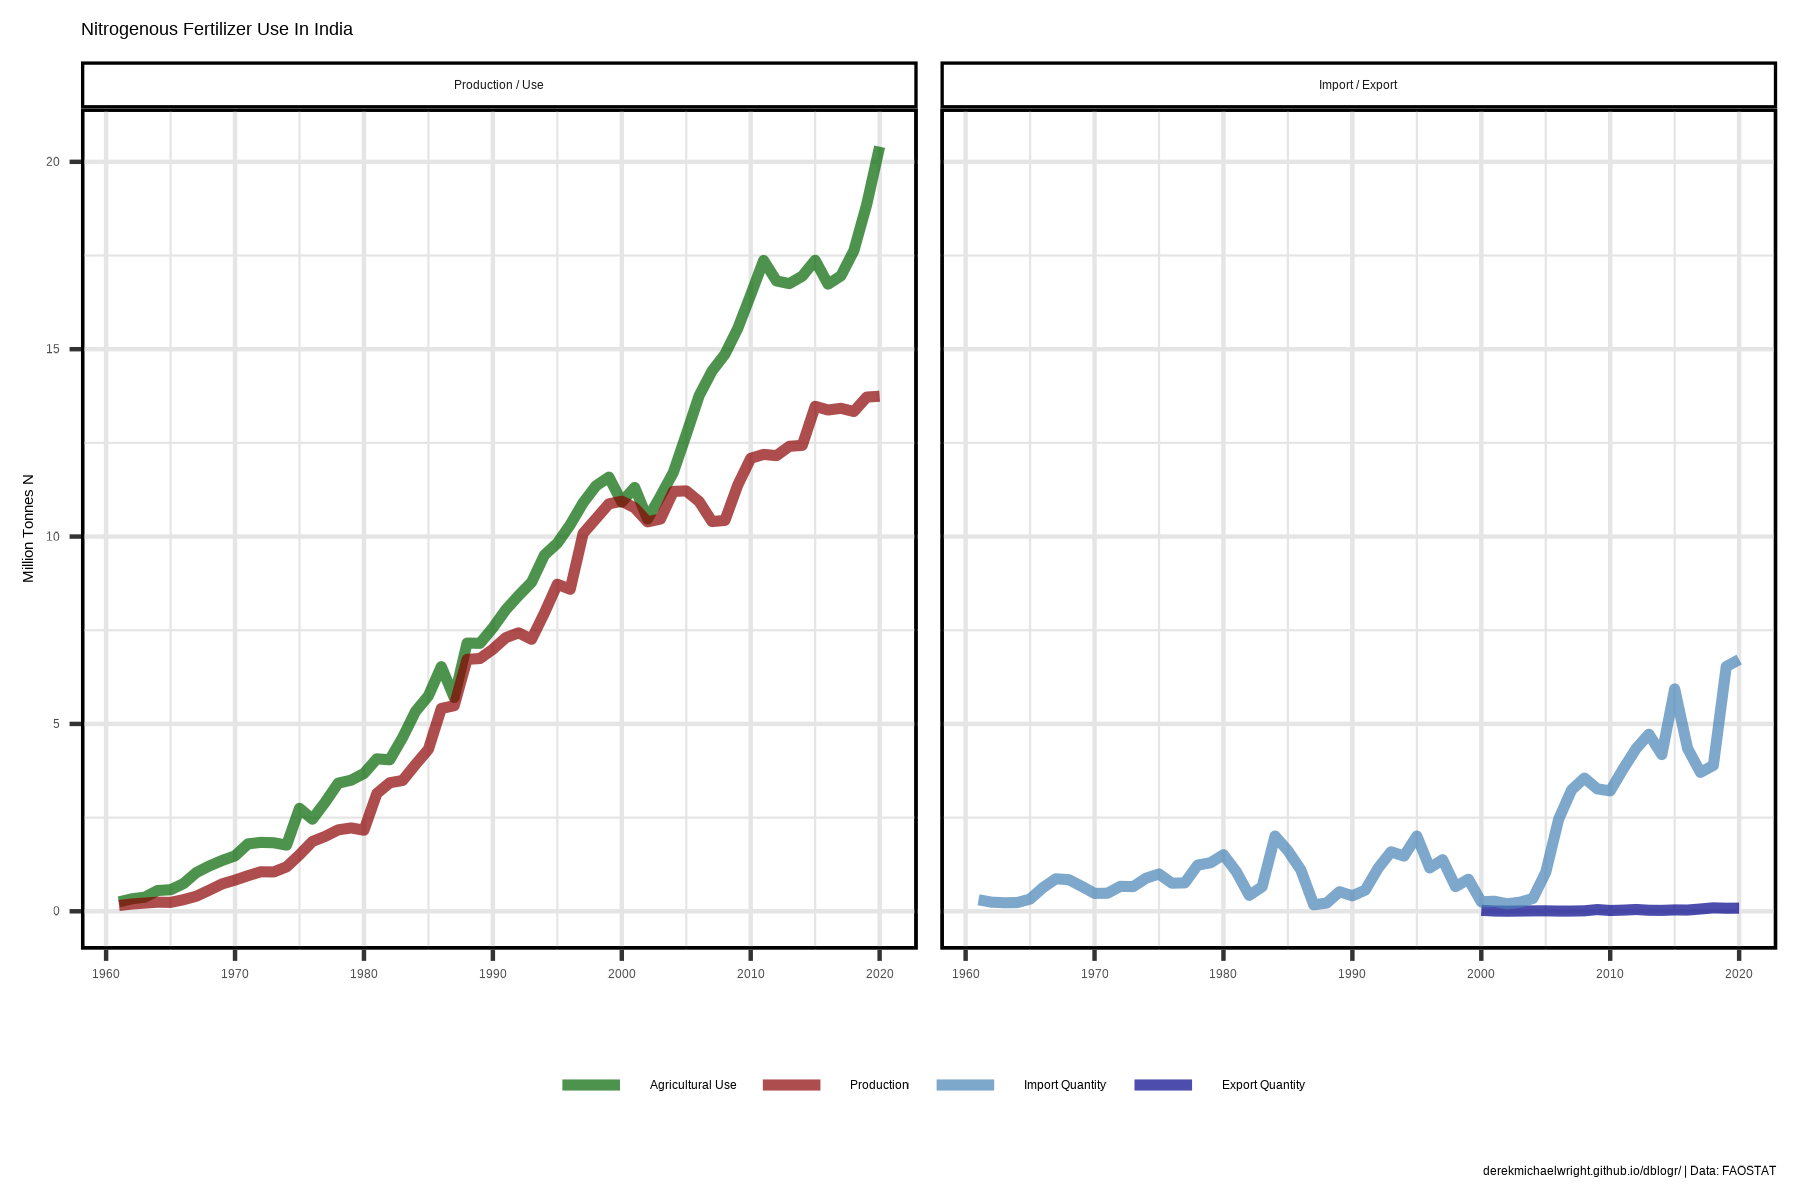 Nitrogenous Fertilizer Use In India
Production / Use
Import / Export
Million Tonnes N
20
15
10
5
0
1960 1970 1980 1990 2000 2010 2020
1960 1970 1980 1990 2000 2010 2020
Agricultural Use Production Import Quantity Export Quantity
derekmichaelwright.github.io/dblogr/ | Data: FAOSTAT